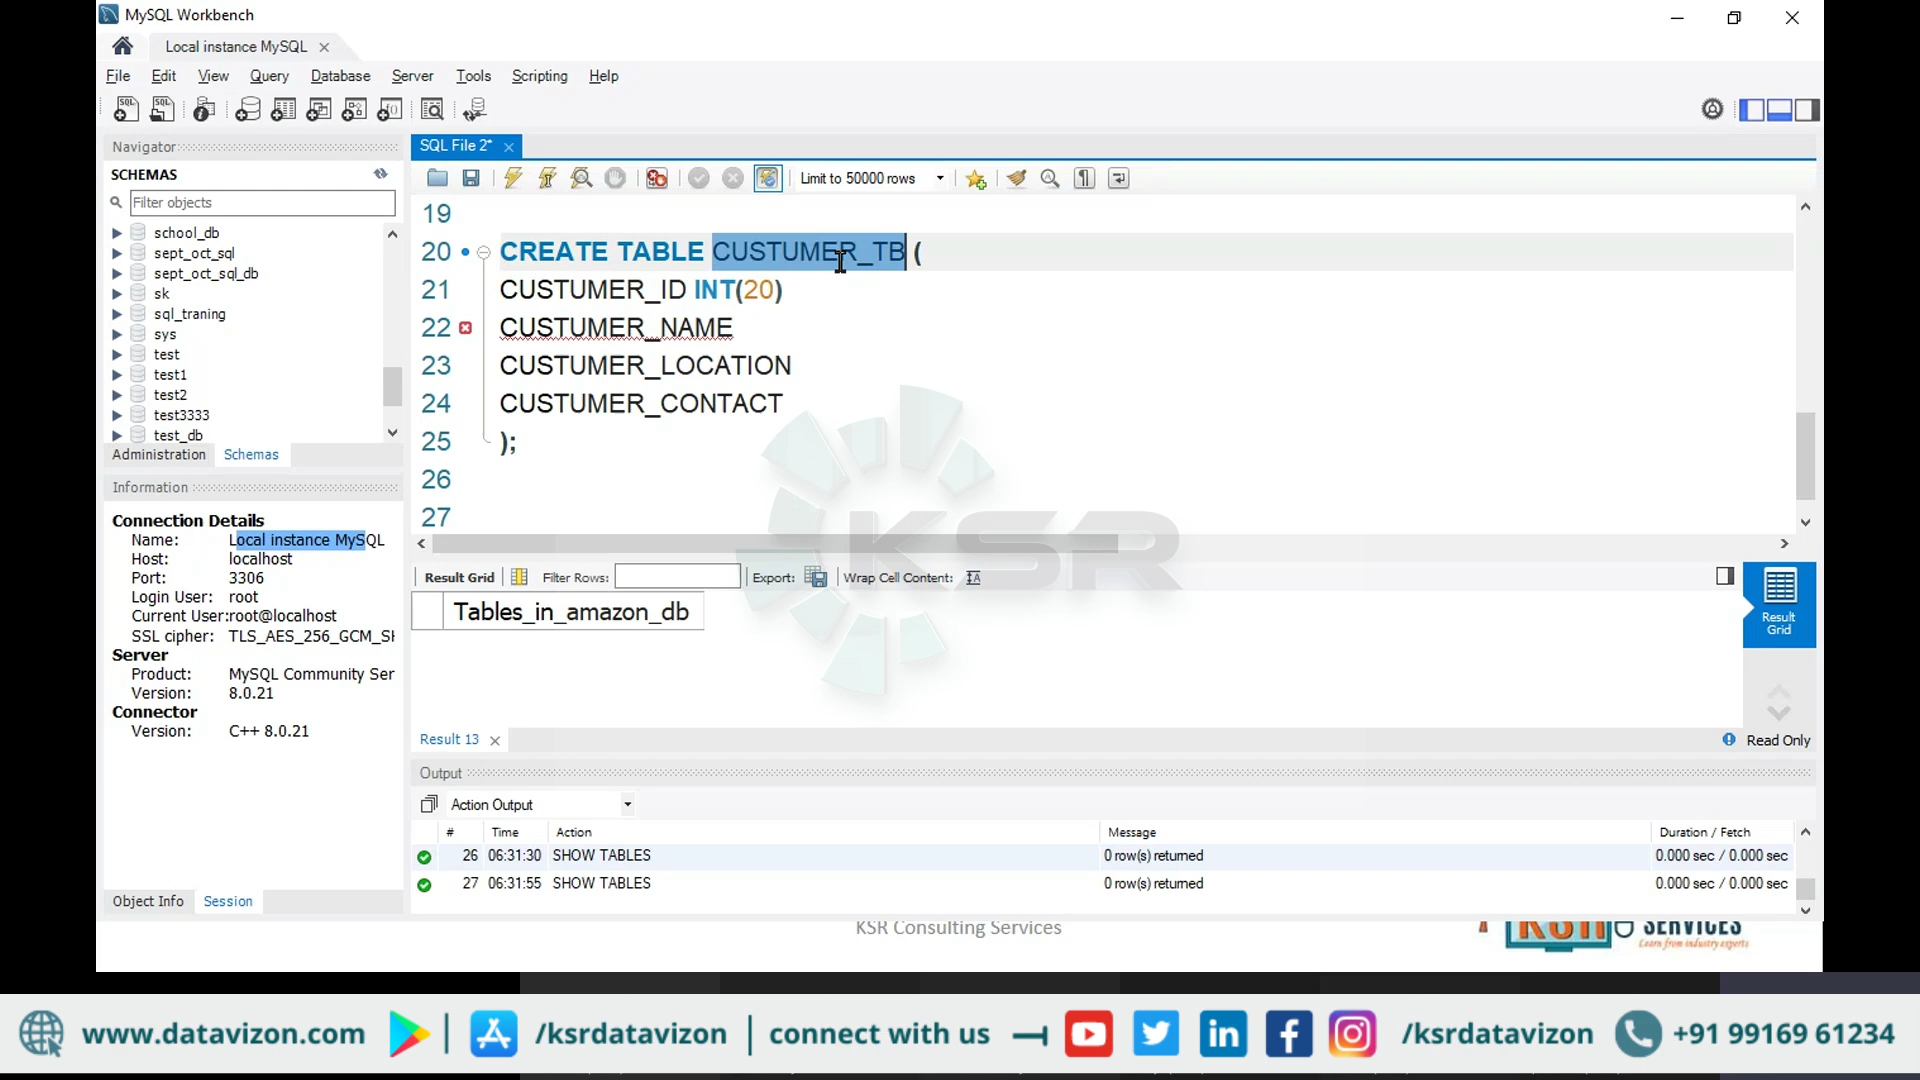 MySQL Workbench
Local instance MySQL
File Edit View Query Database Server Tools Scripting Help
Navigator
SCHEMAS
Filter objects
school_db
sept_oct_sql
sept_oct_sql_db
sk
sql_traning
sys
test
test1
test2
test3333
test_db
Administration Schemas
Information
Connection Details
Name: Local instance MySQL
Host: localhost
Port: 3306
Login User: root
Current User:root@localhost
SSL cipher: TLS_AES_256_GCM_SH
Server
Product: MySQL Community Ser
Version: 8.0.21
Connector
Version: C++ 8.0.21
Object Info Session
SQL File 2*
Limit to 50000 rows
19
20 CREATE TABLE CUSTUMER_TB (
21 CUSTUMER_ID INT(20)
22 CUSTUMER_NAME
23 CUSTUMER_LOCATION
24 CUSTUMER_CONTACT
25 );
26
27
KSR
Result Grid Filter Rows: Export: Wrap Cell Content:
Tables_in_amazon_db
Result
Grid
Result 13
Read Only
Output
Action Output
# Time Action Message Duration / Fetch
26 06:31:30 SHOW TABLES 0 row(s) returned 0.000 sec / 0.000 sec
27 06:31:55 SHOW TABLES 0 row(s) returned 0.000 sec / 0.000 sec
KSR Consulting Services
KSR SERVICES
Learn from industry experts
www.datavizon.com | /ksrdatavizon | connect with us /ksrdatavizon +91 99169 61234